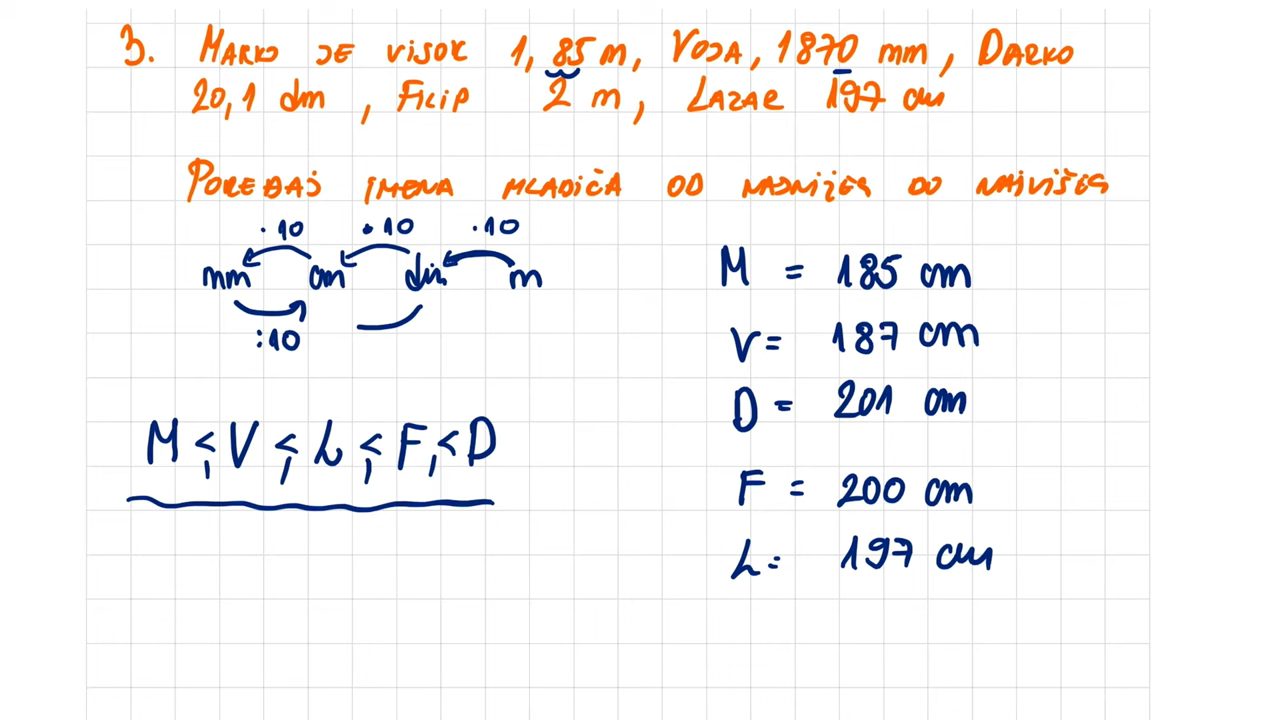 3. MARKO JE VISOK 1,85 m, VOJA, 1870 mm, DARKO
20,1 dm, FILIP 2 m, LAZAR 197 cm
POREĐAJ IMENA MLADIĆA OD NAJNIŽEG DO NAJVIŠEG
·10 ·10 ·10
mm cm dm m
:10
M < V < L < F < D
M = 185 cm
V = 187 cm
D = 201 cm
F = 200 cm
L = 197 cm